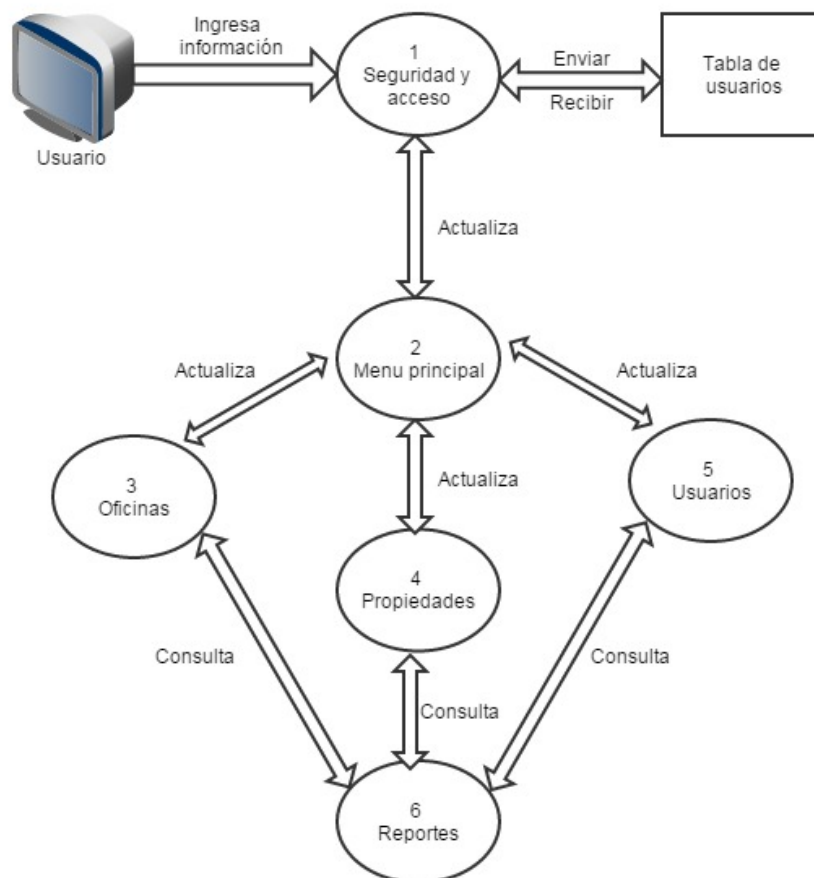 Ingresa
información
Usuario
1
Seguridad y
acceso
Enviar
Recibir
Tabla de
usuarios
Actualiza
2
Menu principal
Actualiza
Actualiza
3
Oficinas
Actualiza
5
Usuarios
4
Propiedades
Consulta
Consulta
Consulta
6
Reportes